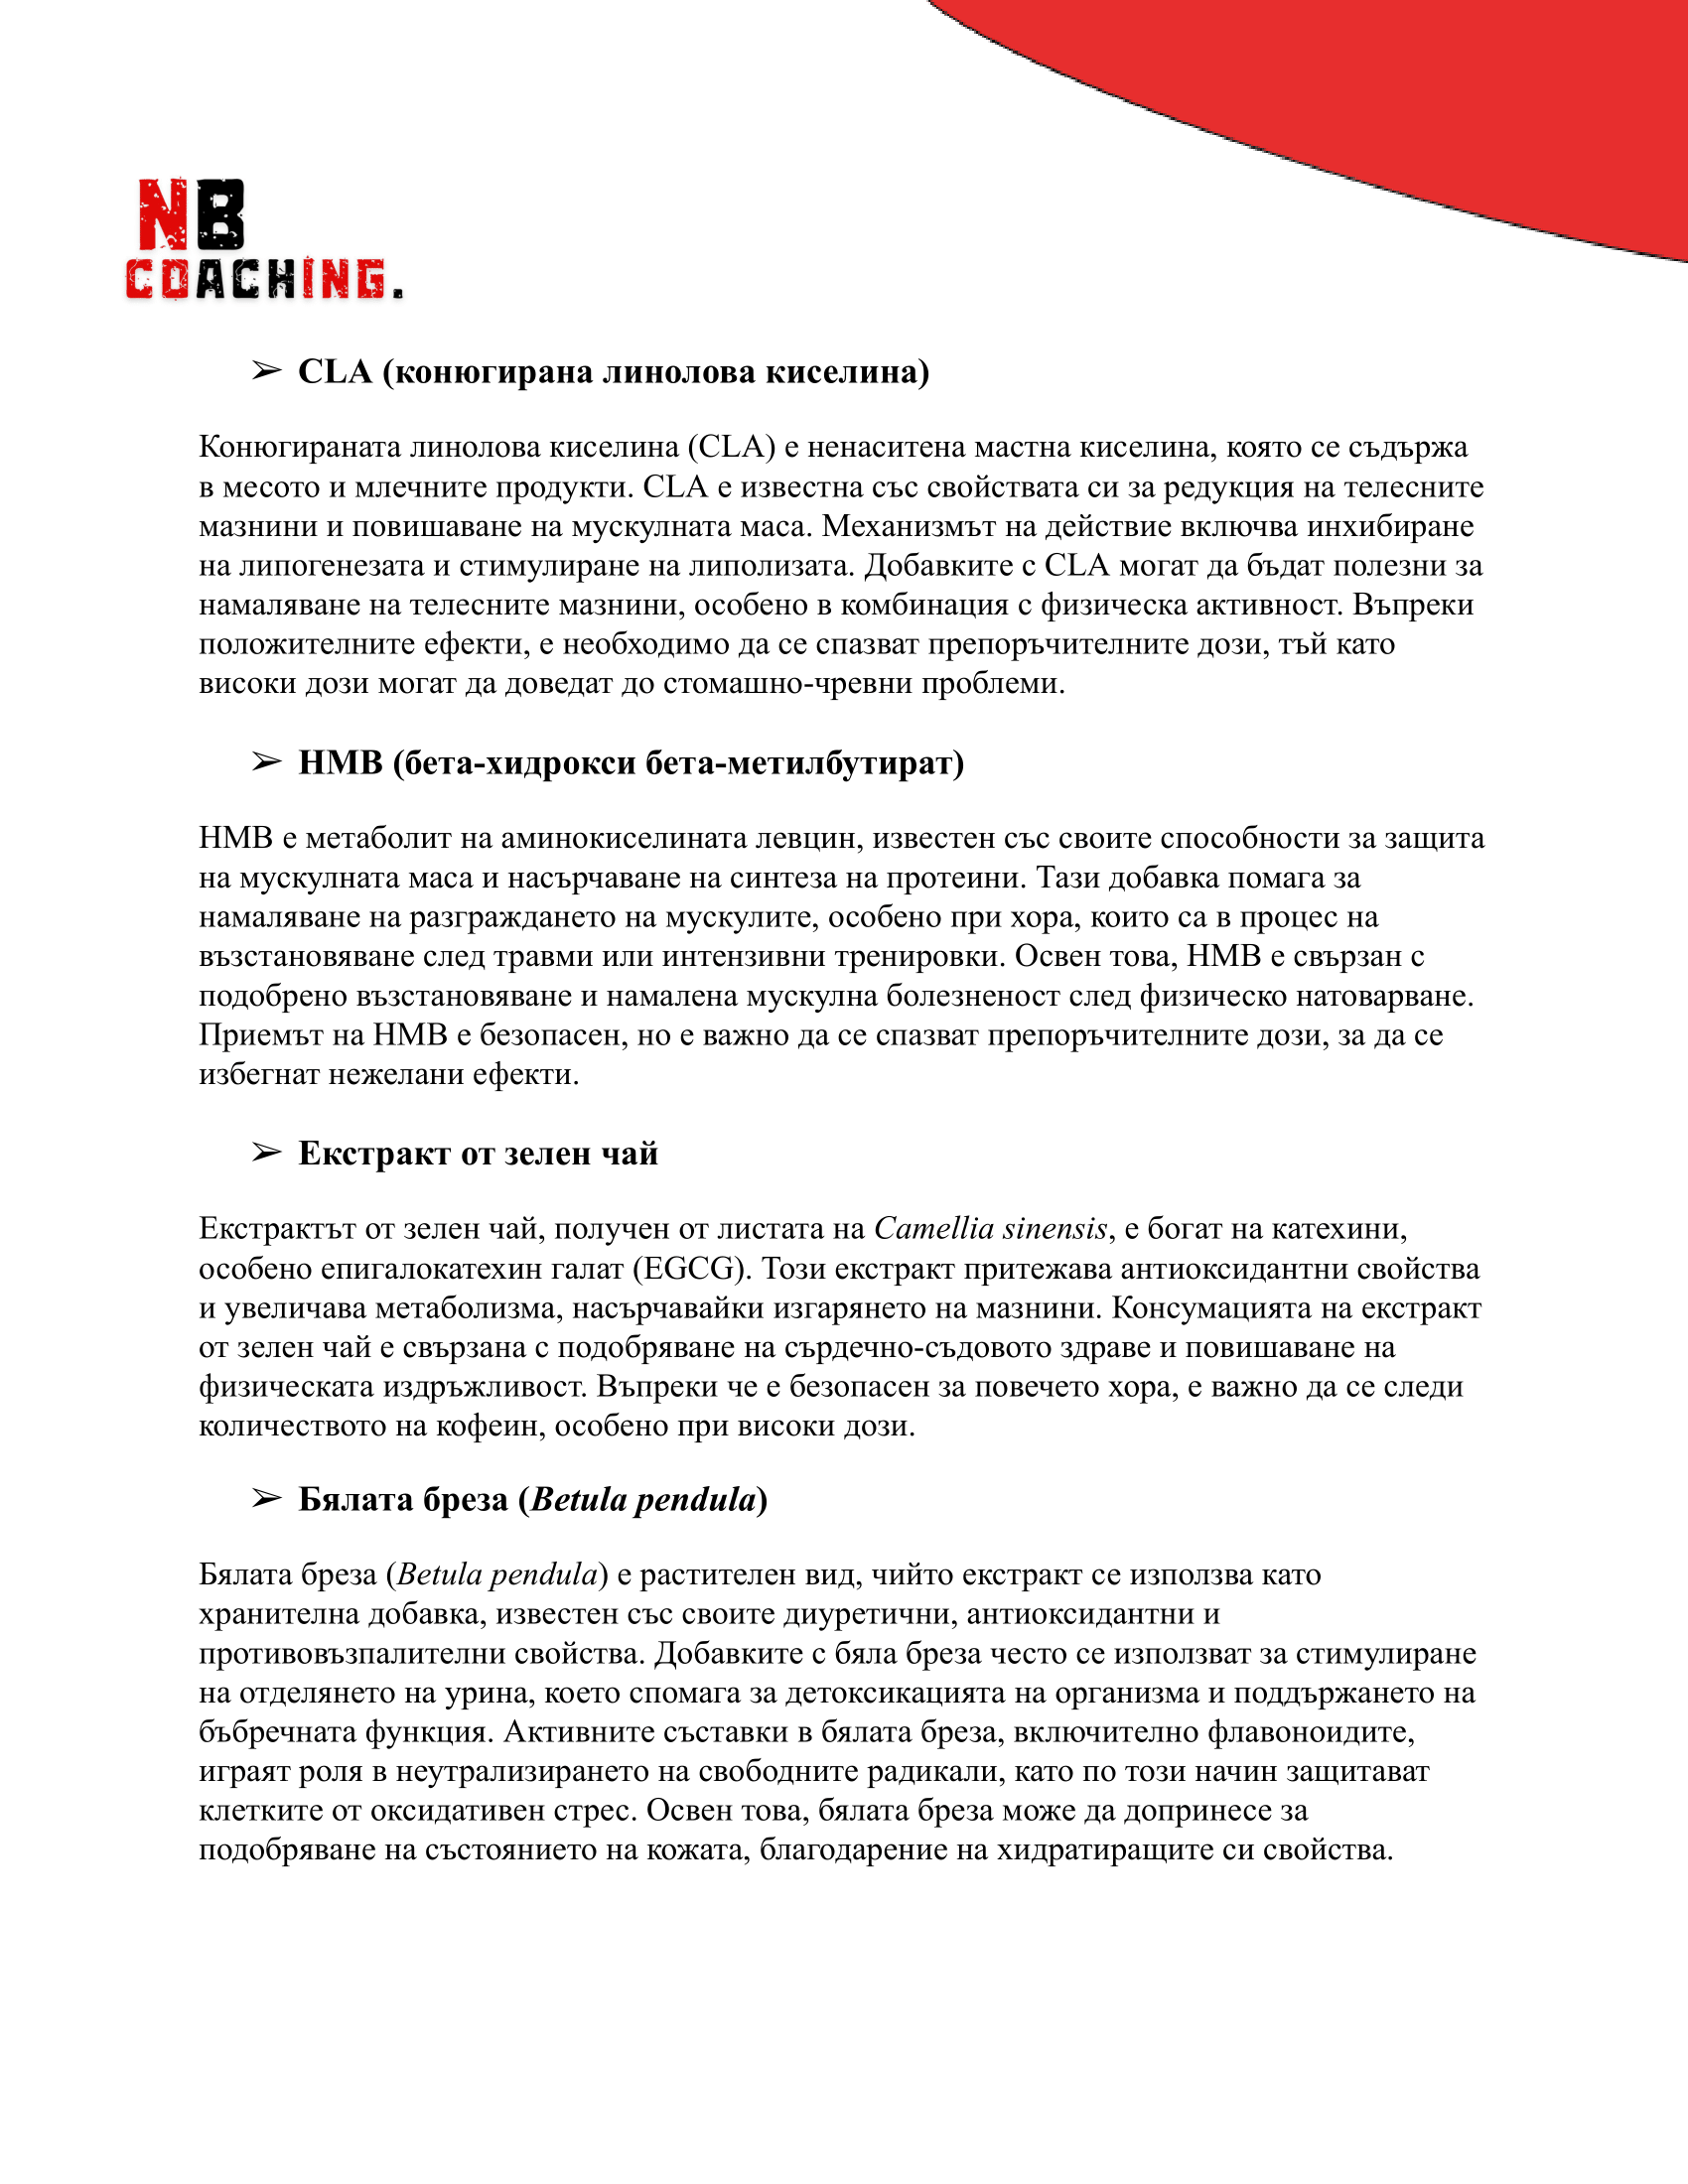 NB
COACHING.
➢ CLA (конюгирана линолова киселина)
Конюгираната линолова киселина (CLA) е ненаситена мастна киселина, която се съдържа
в месото и млечните продукти. CLA е известна със свойствата си за редукция на телесните
мазнини и повишаване на мускулната маса. Механизмът на действие включва инхибиране
на липогенезата и стимулиране на липолизата. Добавките с CLA могат да бъдат полезни за
намаляване на телесните мазнини, особено в комбинация с физическа активност. Въпреки
положителните ефекти, е необходимо да се спазват препоръчителните дози, тъй като
високи дози могат да доведат до стомашно-чревни проблеми.
➢ HMB (бета-хидрокси бета-метилбутират)
HMB е метаболит на аминокиселината левцин, известен със своите способности за защита
на мускулната маса и насърчаване на синтеза на протеини. Тази добавка помага за
намаляване на разграждането на мускулите, особено при хора, които са в процес на
възстановяване след травми или интензивни тренировки. Освен това, HMB е свързан с
подобрено възстановяване и намалена мускулна болезненост след физическо натоварване.
Приемът на HMB е безопасен, но е важно да се спазват препоръчителните дози, за да се
избегнат нежелани ефекти.
➢ Екстракт от зелен чай
Екстрактът от зелен чай, получен от листата на Camellia sinensis, е богат на катехини,
особено епигалокатехин галат (EGCG). Този екстракт притежава антиоксидантни свойства
и увеличава метаболизма, насърчавайки изгарянето на мазнини. Консумацията на екстракт
от зелен чай е свързана с подобряване на сърдечно-съдовото здраве и повишаване на
физическата издръжливост. Въпреки че е безопасен за повечето хора, е важно да се следи
количеството на кофеин, особено при високи дози.
➢ Бялата бреза (Betula pendula)
Бялата бреза (Betula pendula) е растителен вид, чийто екстракт се използва като
хранителна добавка, известен със своите диуретични, антиоксидантни и
противовъзпалителни свойства. Добавките с бяла бреза често се използват за стимулиране
на отделянето на урина, което спомага за детоксикацията на организма и поддържането на
бъбречната функция. Активните съставки в бялата бреза, включително флавоноидите,
играят роля в неутрализирането на свободните радикали, като по този начин защитават
клетките от оксидативен стрес. Освен това, бялата бреза може да допринесе за
подобряване на състоянието на кожата, благодарение на хидратиращите си свойства.